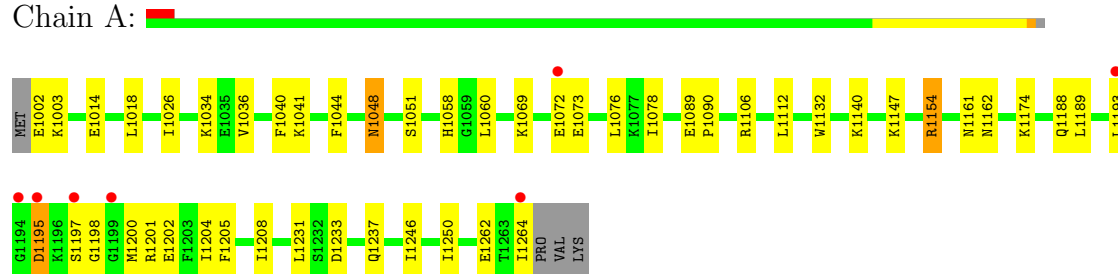 Chain A:
MET E1002 K1003 E1014 L1018 I1026 K1034 E1035 V1036 F1040 K1041 F1044 N1048 S1051 H1058 G1059 L1060 K1069 E1072 E1073 L1076 K1077 I1078 E1089 P1090 R1106 L1112 W1132 K1140 K1147 R1154 N1161 N1162 K1174 Q1188 L1189 L1193
G1194 D1195 K1196 S1197 G1198 G1199 M1200 R1201 E1202 F1203 I1204 F1205 I1208 L1231 S1232 D1233 Q1237 I1246 I1250 E1262 T1263 I1264 PRO VAL LYS